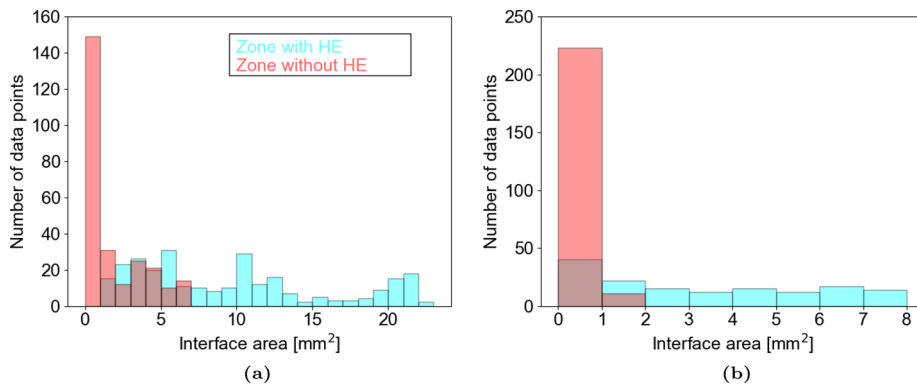 160
140
120
100
80
60
40
20
0
Number of data points
Zone with HE
Zone without HE
0 5 10 15 20
Interface area [mm²]
(a)
250
200
150
100
50
0
Number of data points
0 1 2 3 4 5 6 7 8
Interface area [mm²]
(b)